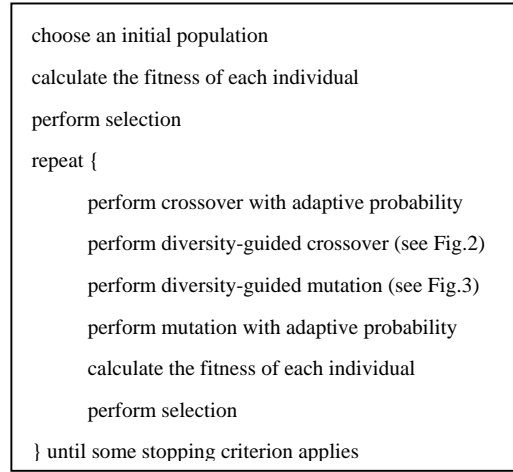 choose an initial population
calculate the fitness of each individual
perform selection
repeat {
perform crossover with adaptive probability
perform diversity-guided crossover (see Fig.2)
perform diversity-guided mutation (see Fig.3)
perform mutation with adaptive probability
calculate the fitness of each individual
perform selection
} until some stopping criterion applies